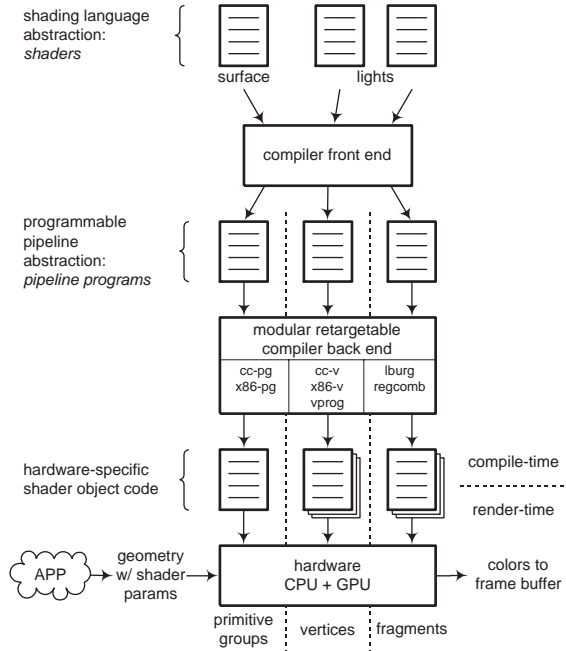 shading language
abstraction:
shaders
surface
lights
compiler front end
programmable
pipeline
abstraction:
pipeline programs
modular retargetable
compiler back end
cc-pg
x86-pg
cc-v
x86-v
vprog
lburg
regcomb
hardware-specific
shader object code
compile-time
render-time
APP
geometry
w/ shader
params
hardware
CPU + GPU
colors to
frame buffer
primitive
groups
vertices
fragments